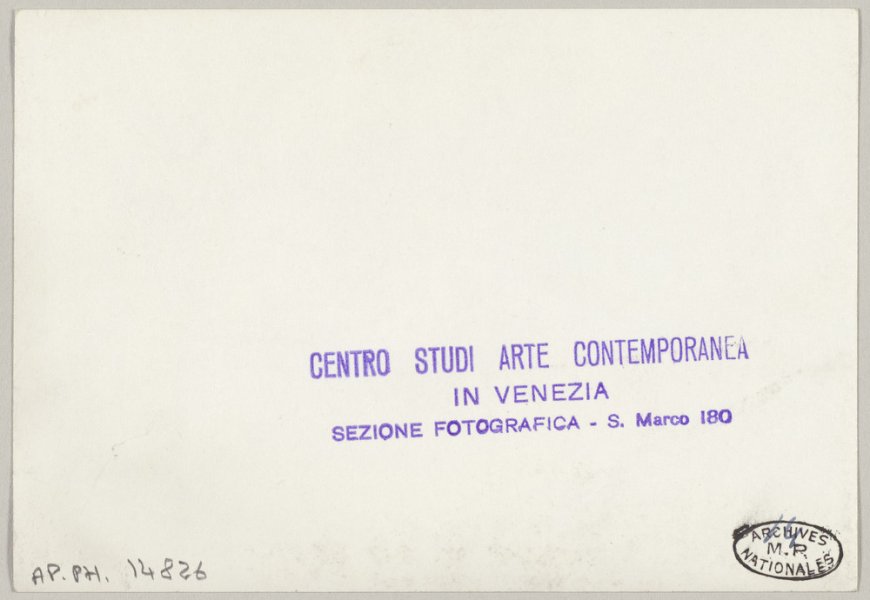 CENTRO STUDI ARTE CONTEMPORANEA
IN VENEZIA
SEZIONE FOTOGRAFICA - S. Marco 180
AP.PH. 14826
ARCHIVES
M.P.
NATIONALES